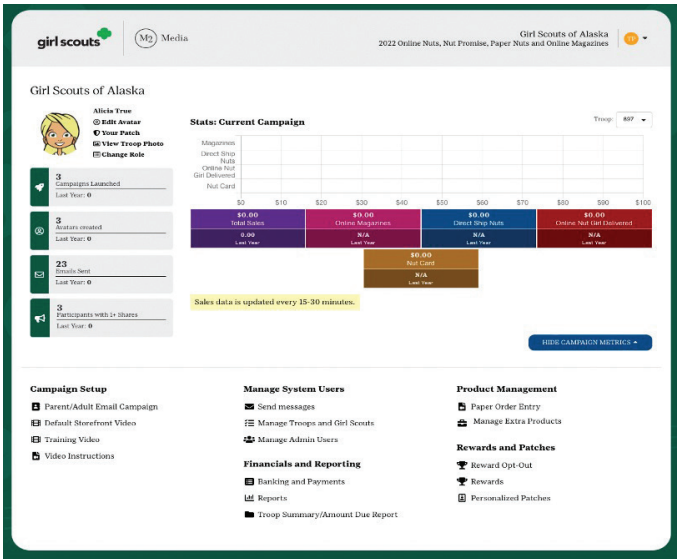 girl scouts
M2 Media
Girl Scouts of Alaska
2022 Online Nuts, Nut Promise, Paper Nuts and Online Magazines
TP
Girl Scouts of Alaska
Alicia True
Edit Avatar
Your Patch
View Troop Photo
Change Role
3
Campaigns Launched
Last Year: 0
3
Avatars created
Last Year: 0
23
Emails Sent
Last Year: 0
3
Participants with 1+ Shares
Last Year: 0
Stats: Current Campaign
Troop: 897
Magazines
Direct Ship
Nuts
Online Nut
Girl Delivered
Nut Card
$0 $10 $20 $30 $40 $50 $60 $70 $80 $90 $100
$0.00 $0.00 $0.00 $0.00
Total Sales Online Magazines Direct Ship Nuts Online Nut Girl Delivered
0.00 N/A N/A N/A
Last Year Last Year Last Year Last Year
$0.00
Nut Card
N/A
Last Year
Sales data is updated every 15-30 minutes.
HIDE CAMPAIGN METRICS
Campaign Setup
Parent/Adult Email Campaign
Default Storefront Video
Training Video
Video Instructions
Manage System Users
Send messages
Manage Troops and Girl Scouts
Manage Admin Users
Financials and Reporting
Banking and Payments
Reports
Troop Summary/Amount Due Report
Product Management
Paper Order Entry
Manage Extra Products
Rewards and Patches
Reward Opt-Out
Rewards
Personalized Patches